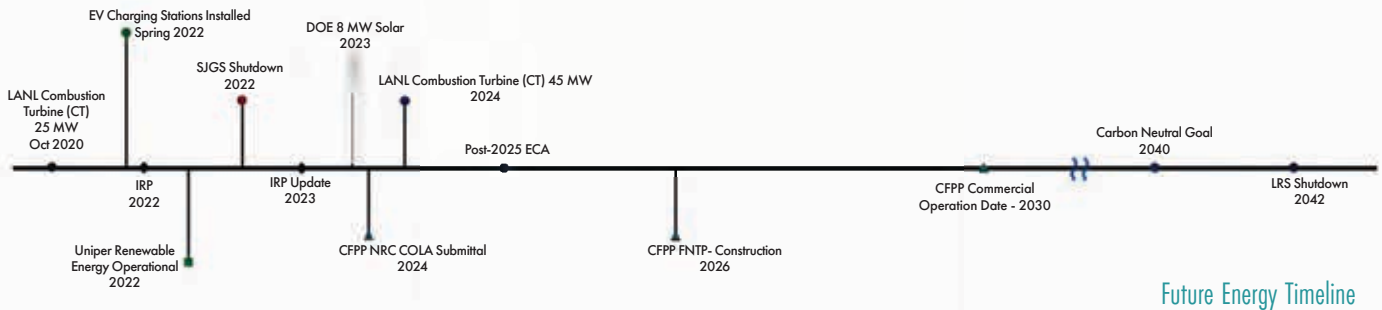 EV Charging Stations Installed
Spring 2022
DOE 8 MW Solar
2023
SJGS Shutdown
2022
LANL Combustion Turbine (CT) 45 MW
2024
LANL Combustion
Turbine (CT)
25 MW
Oct 2020
Post-2025 ECA
Carbon Neutral Goal
2040
IRP
2022
IRP Update
2023
CFPP Commercial
Operation Date - 2030
LRS Shutdown
2042
Uniper Renewable
Energy Operational
2022
CFPP NRC COLA Submittal
2024
CFPP FNTP- Construction
2026
Future Energy Timeline